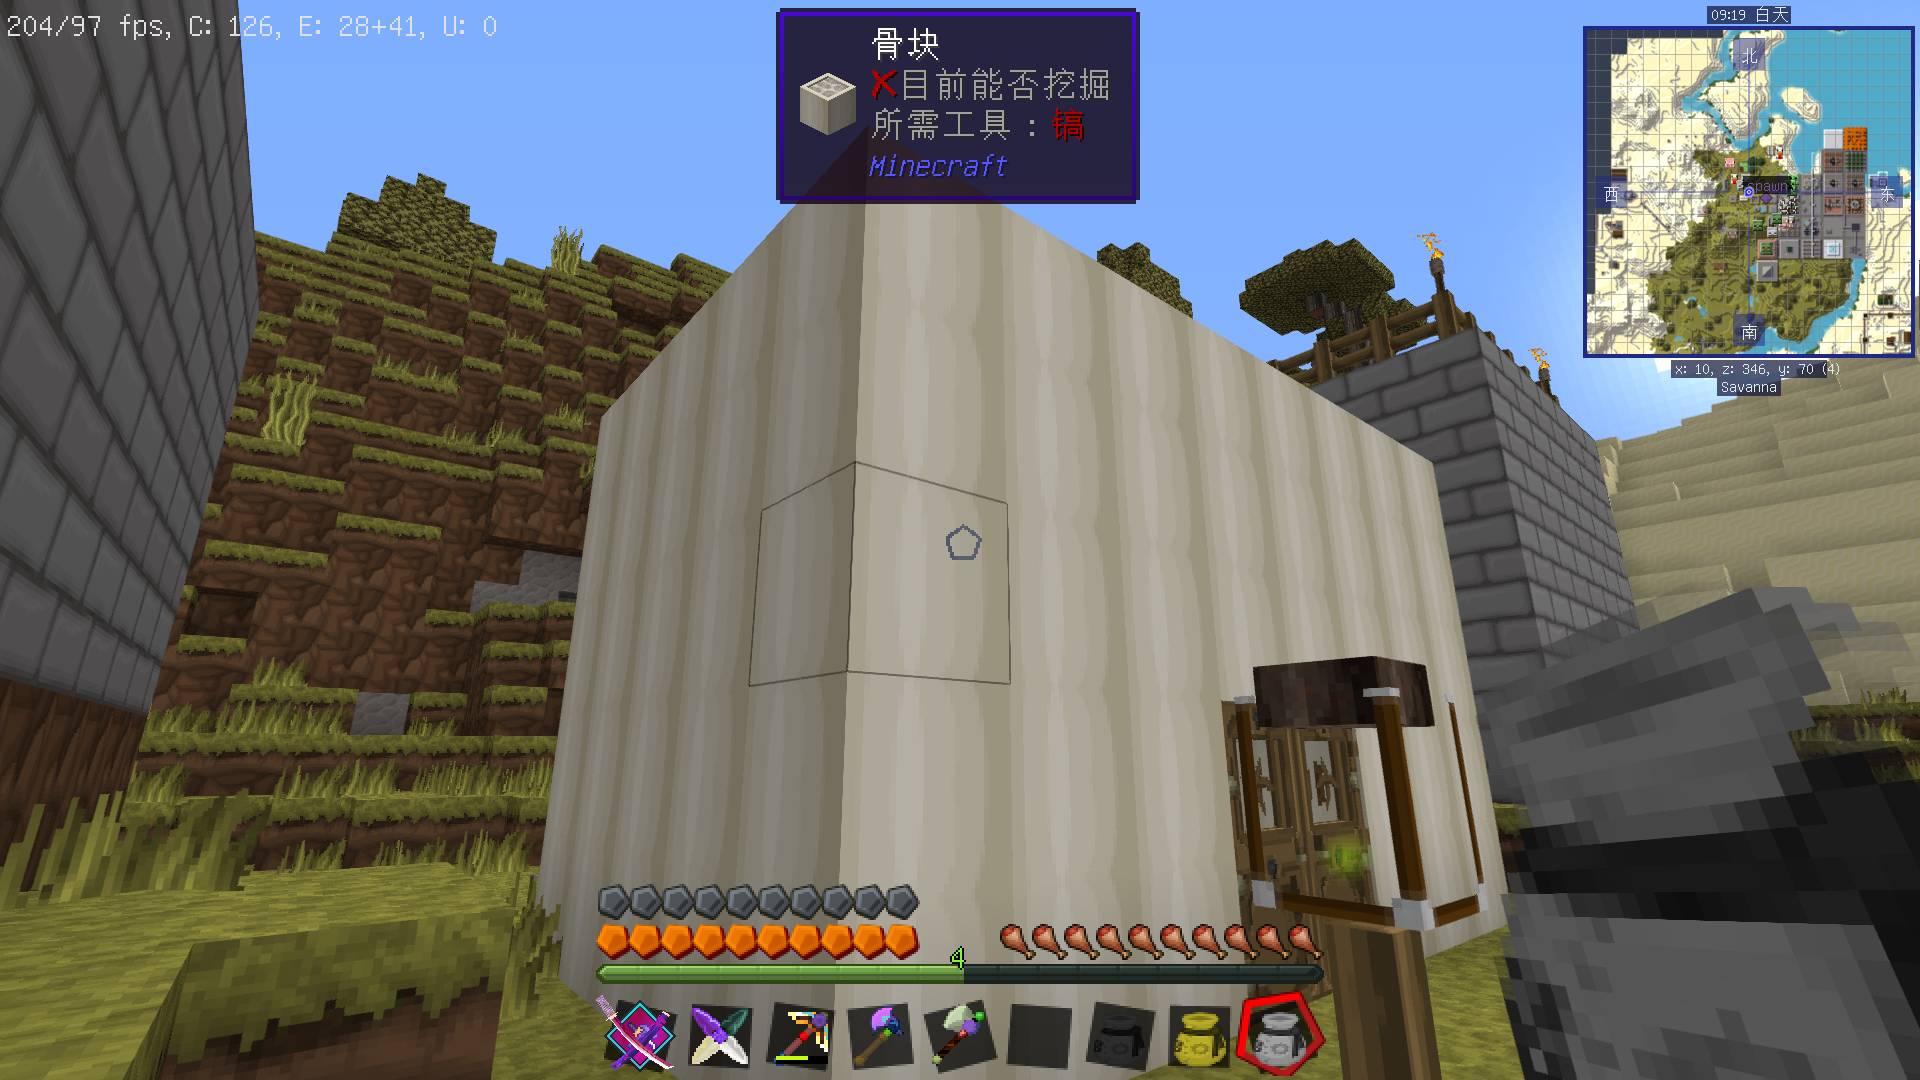 204/97 fps, C: 126, E: 28+41, U: 0
骨块
✗目前能否挖掘
所需工具：镐
Minecraft
09:19 白天
北
西
spawn
东
南
x: 10, z: 346, y: 70 (4)
Savanna
4